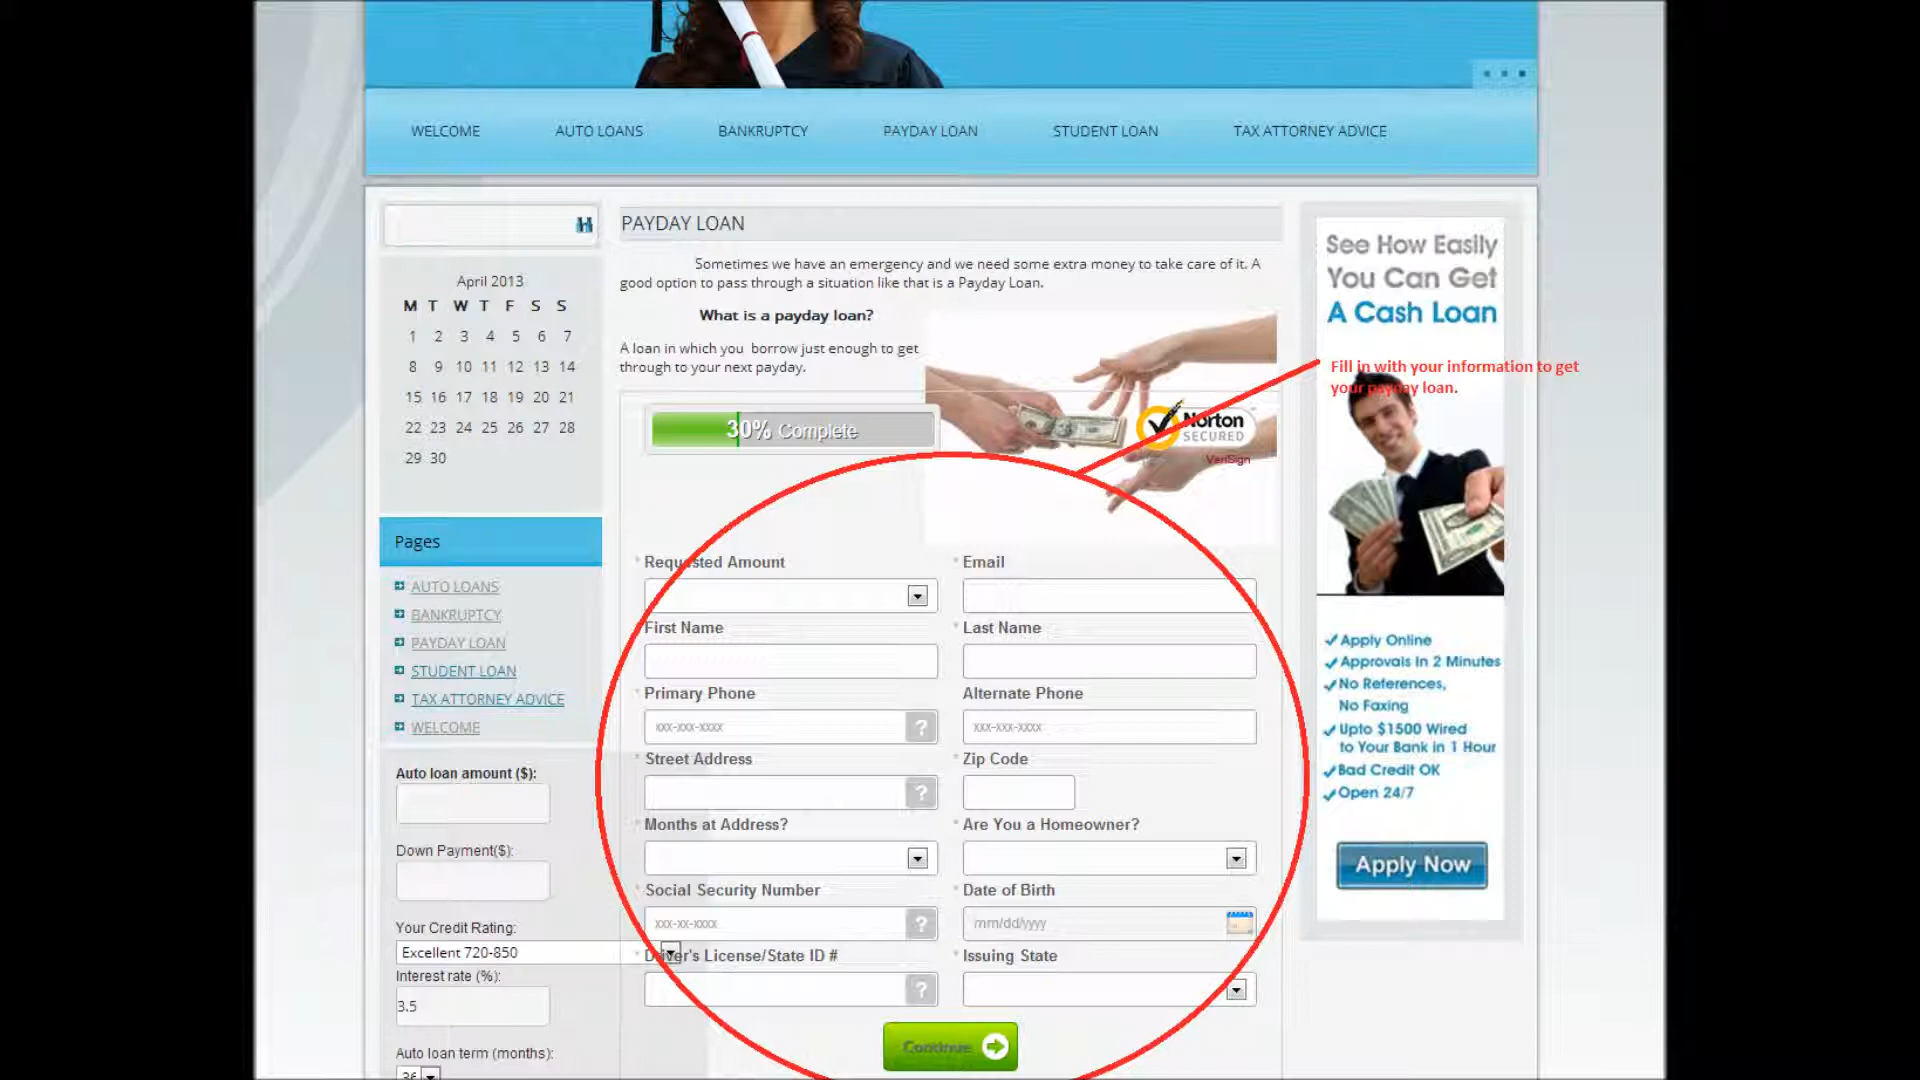 WELCOME
AUTO LOANS
BANKRUPTCY
PAYDAY LOAN
STUDENT LOAN
TAX ATTORNEY ADVICE
April 2013
M T W T F S S
1 2 3 4 5 6 7
8 9 10 11 12 13 14
15 16 17 18 19 20 21
22 23 24 25 26 27 28
29 30
Pages
AUTO LOANS
BANKRUPTCY
PAYDAY LOAN
STUDENT LOAN
TAX ATTORNEY ADVICE
WELCOME
Auto loan amount ($):
Down Payment($):
Your Credit Rating:
Excellent 720-850
Interest rate (%):
3.5
Auto loan term (months):
36
PAYDAY LOAN
Sometimes we have an emergency and we need some extra money to take care of it. A
good option to pass through a situation like that is a Payday Loan.
What is a payday loan?
A loan in which you borrow just enough to get
through to your next payday.
30% Complete
Norton
SECURED
VeriSign
* Requested Amount
* Email
* First Name
* Last Name
* Primary Phone
Alternate Phone
xxx-xxx-xxxx
?
xxx-xxx-xxxx
* Street Address
* Zip Code
?
* Months at Address?
* Are You a Homeowner?
* Social Security Number
* Date of Birth
xxx-xx-xxxx
?
mm/dd/yyyy
* Driver's License/State ID #
* Issuing State
?
Continue
See How Easily
You Can Get
A Cash Loan
Fill in with your information to get
your payday loan.
Apply Online
Approvals In 2 Minutes
No References,
No Faxing
Upto $1500 Wired
to Your Bank in 1 Hour
Bad Credit OK
Open 24/7
Apply Now